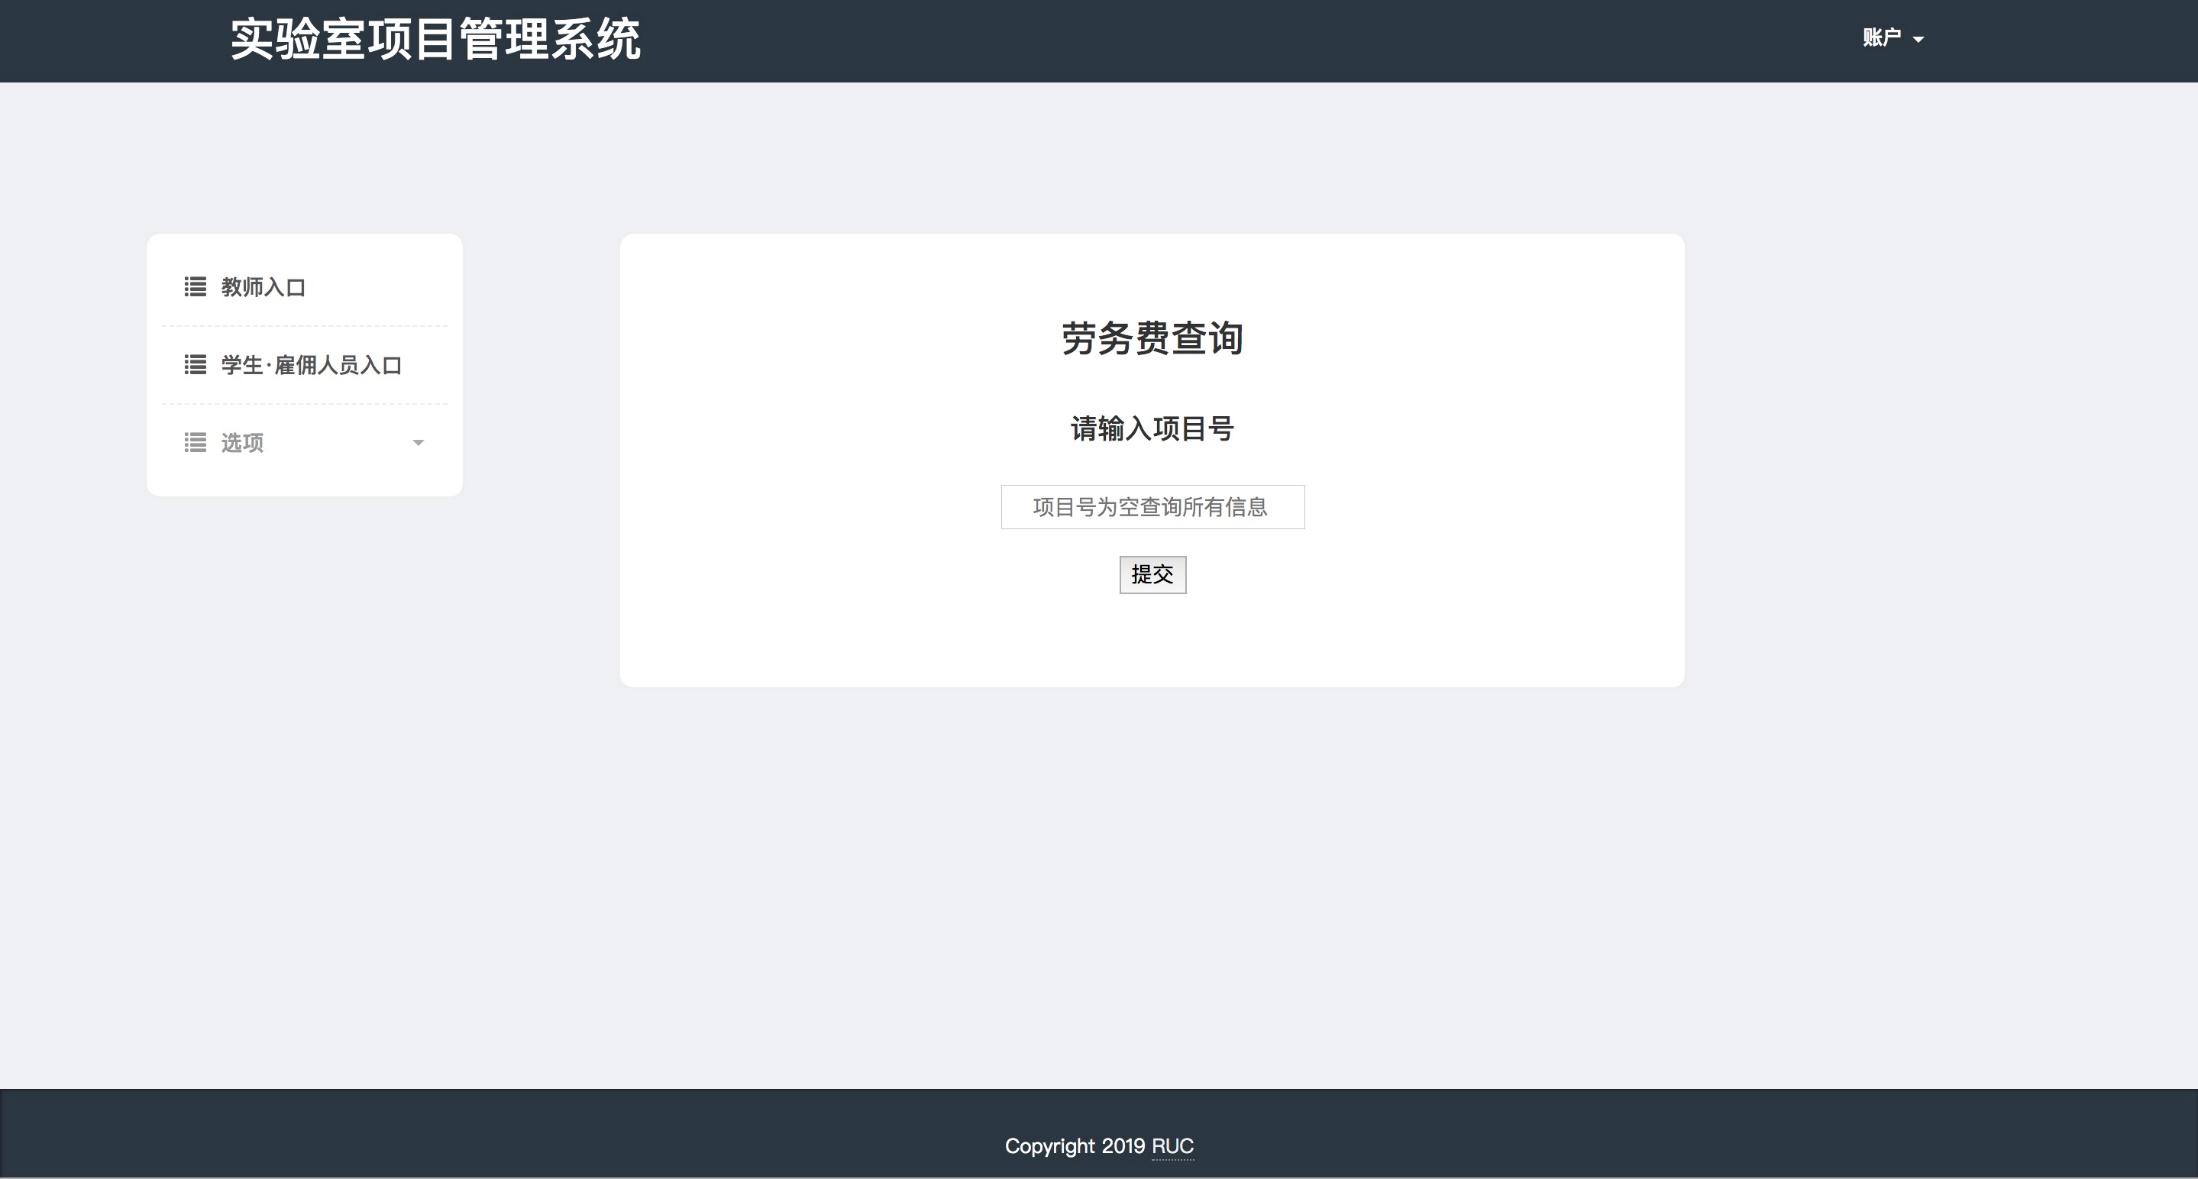 实验室项目管理系统
账户
教师入口
学生·雇佣人员入口
选项
劳务费查询
请输入项目号
项目号为空查询所有信息
提交
Copyright 2019 RUC